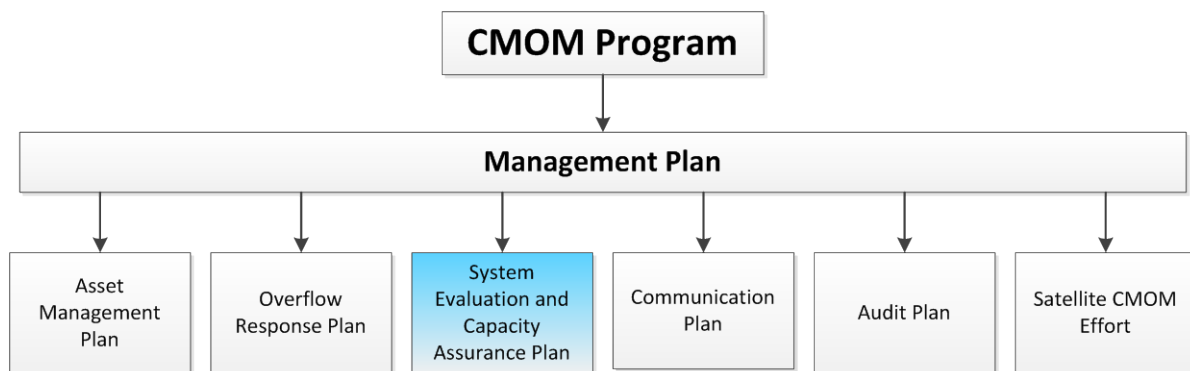 CMOM Program
Management Plan
Asset
Management
Plan
Overflow
Response Plan
System
Evaluation and
Capacity
Assurance Plan
Communication
Plan
Audit Plan
Satellite CMOM
Effort